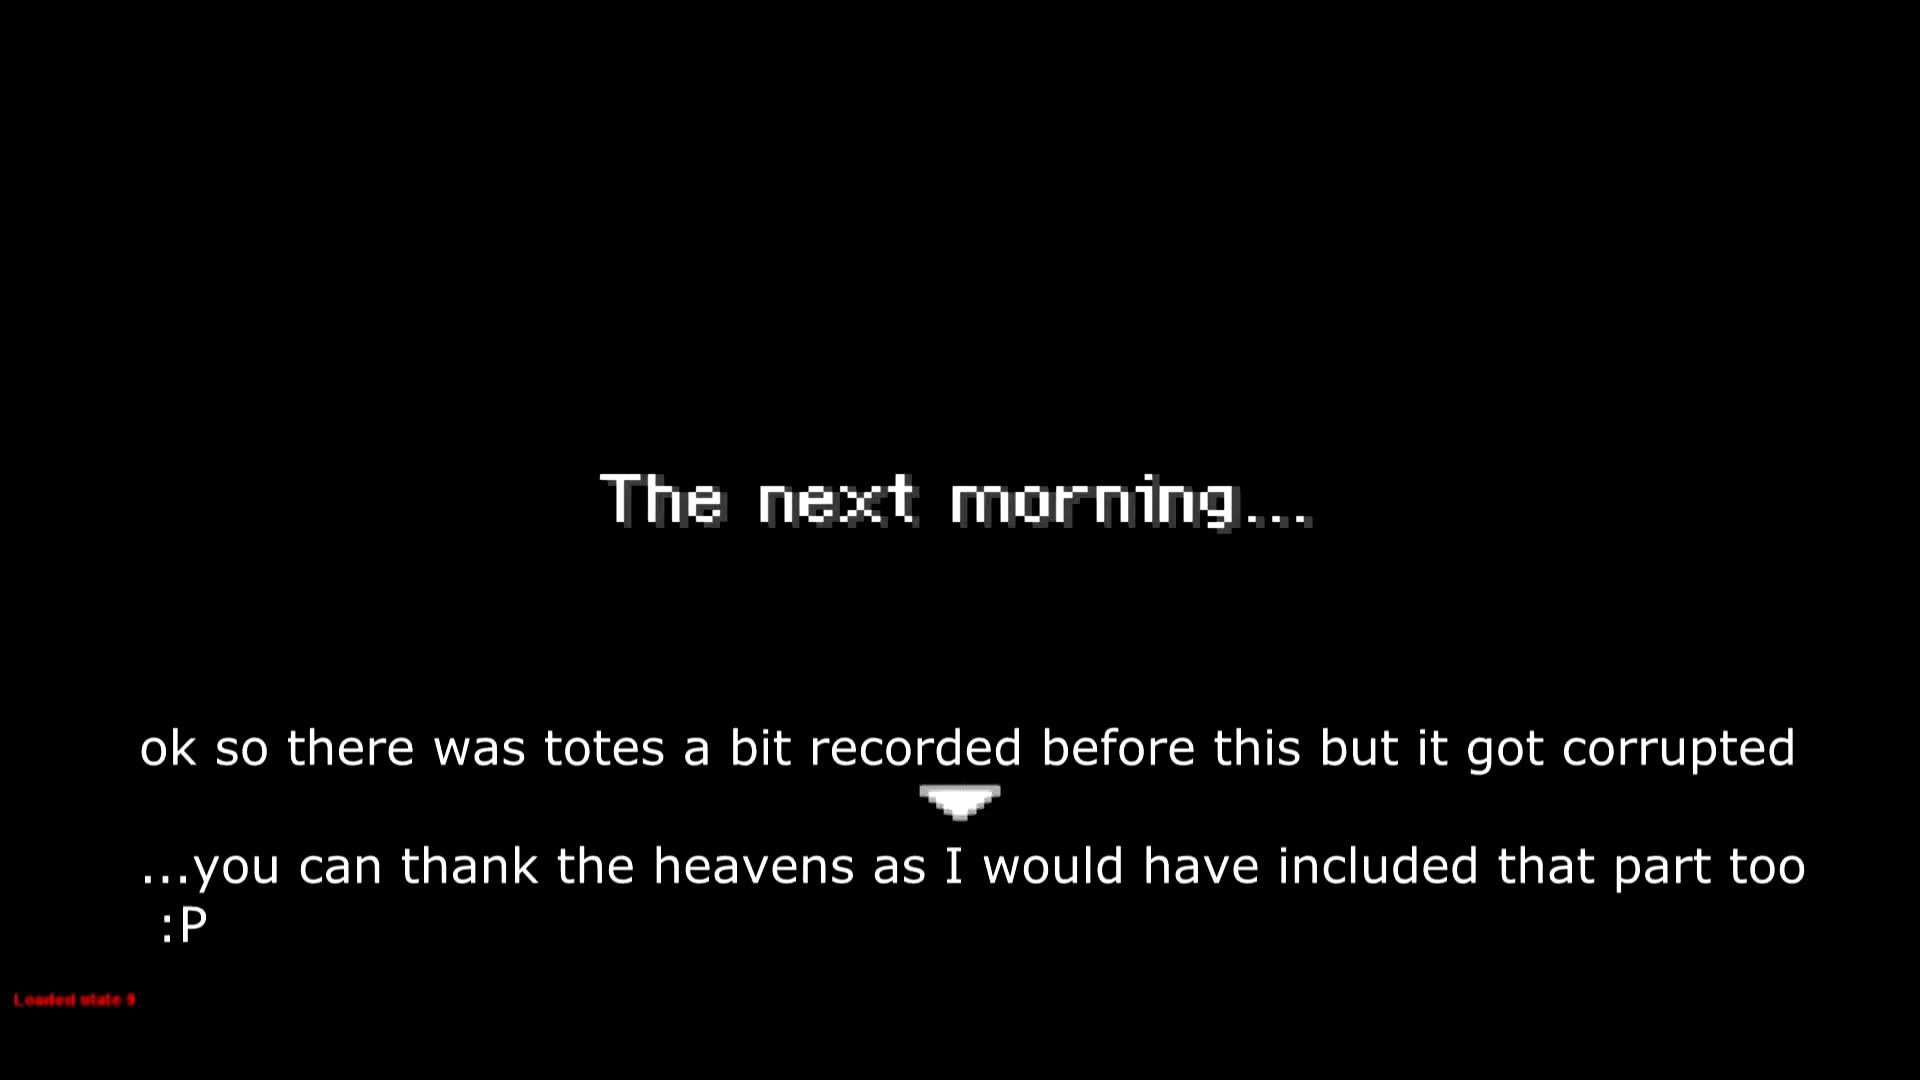 The next morning...
ok so there was totes a bit recorded before this but it got corrupted
...you can thank the heavens as I would have included that part too
:P
Loaded state 9